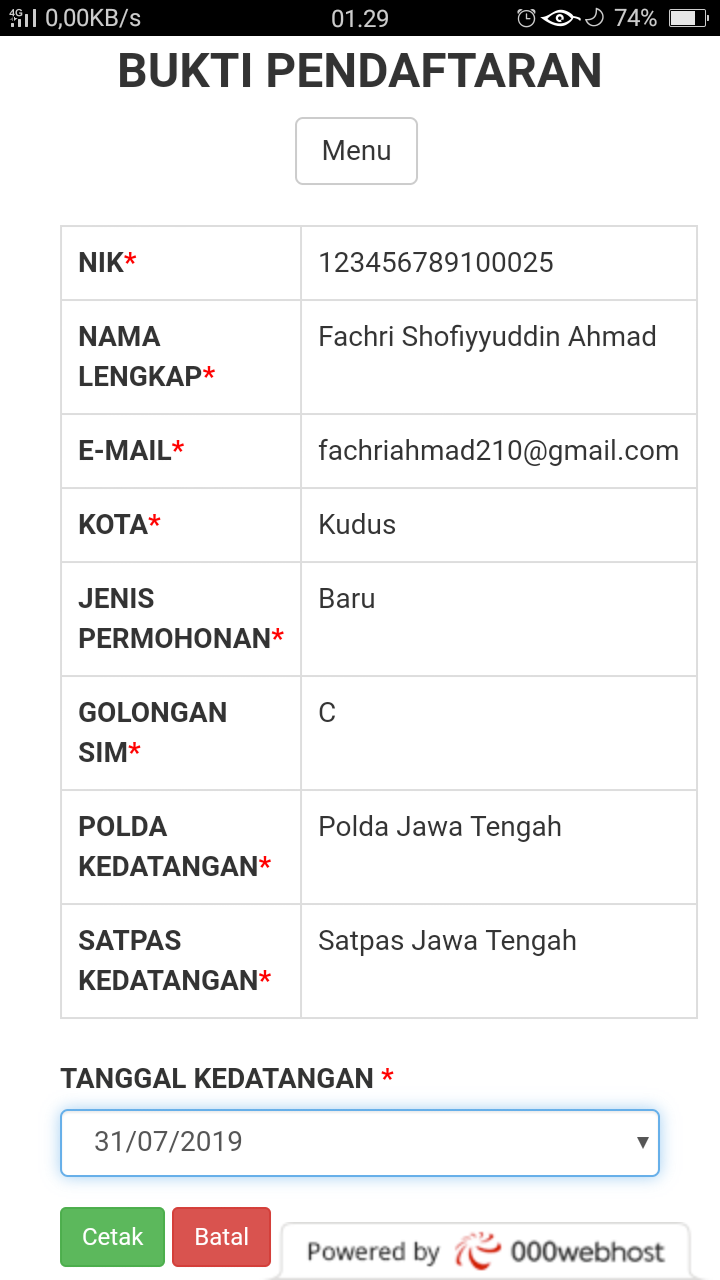 4G 0,00KB/s 01.29 74%
BUKTI PENDAFTARAN
Menu
NIK* 123456789100025
NAMA Fachri Shofiyyuddin Ahmad
LENGKAP*
E-MAIL* fachriahmad210@gmail.com
KOTA* Kudus
JENIS Baru
PERMOHONAN*
GOLONGAN C
SIM*
POLDA Polda Jawa Tengah
KEDATANGAN*
SATPAS Satpas Jawa Tengah
KEDATANGAN*
TANGGAL KEDATANGAN *
31/07/2019
Cetak Batal Powered by 000webhost